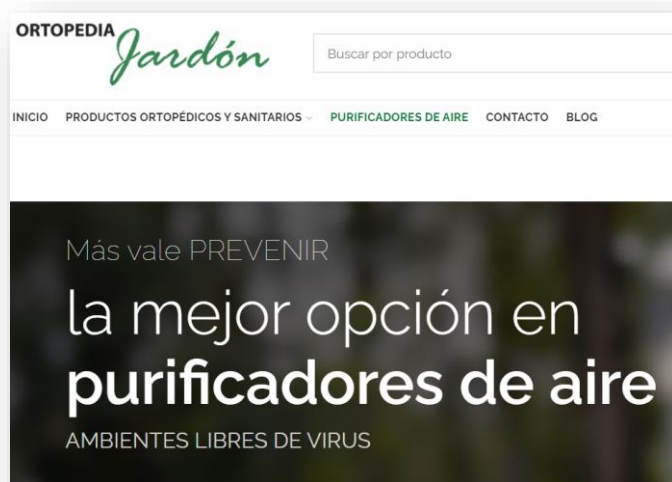 ORTOPEDIA
Jardón
Buscar por producto
INICIO PRODUCTOS ORTOPÉDICOS Y SANITARIOS PURIFICADORES DE AIRE CONTACTO BLOG
Más vale PREVENIR
la mejor opción en
purificadores de aire
AMBIENTES LIBRES DE VIRUS